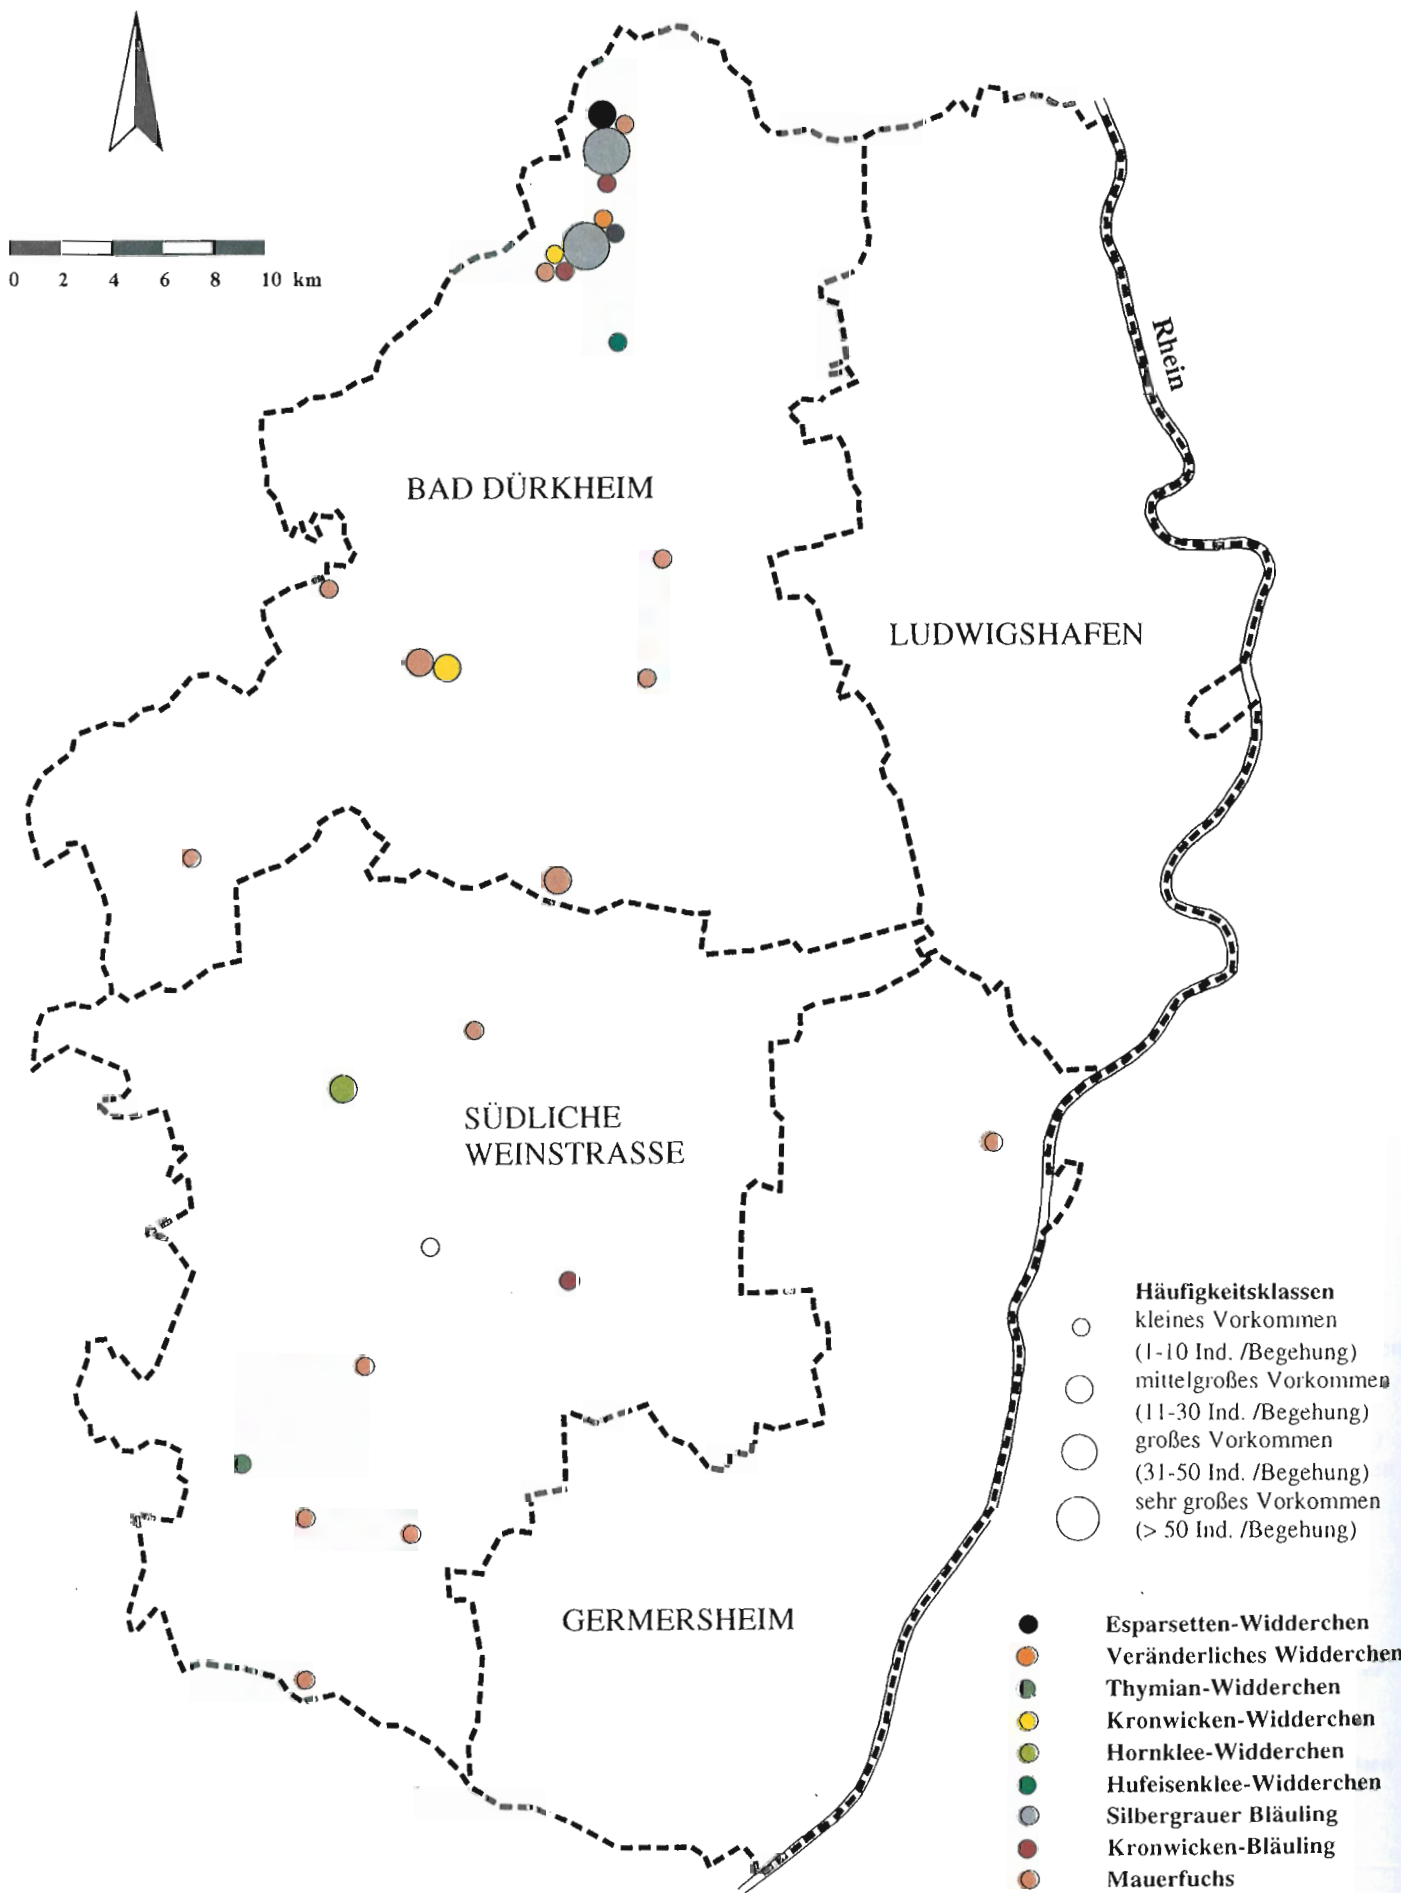 0 2 4 6 8 10 km
Rhein
BAD DÜRKHEIM
LUDWIGSHAFEN
SÜDLICHE
WEINSTRASSE
GERMERSHEIM
Häufigkeitsklassen
kleines Vorkommen
(1-10 Ind. /Begehung)
mittelgroßes Vorkommen
(11-30 Ind. /Begehung)
großes Vorkommen
(31-50 Ind. /Begehung)
sehr großes Vorkommen
(> 50 Ind. /Begehung)
Esparsetten-Widderchen
Veränderliches Widderchen
Thymian-Widderchen
Kronwicken-Widderchen
Hornklee-Widderchen
Hufeisenklee-Widderchen
Silbergrauer Bläuling
Kronwicken-Bläuling
Mauerfuchs